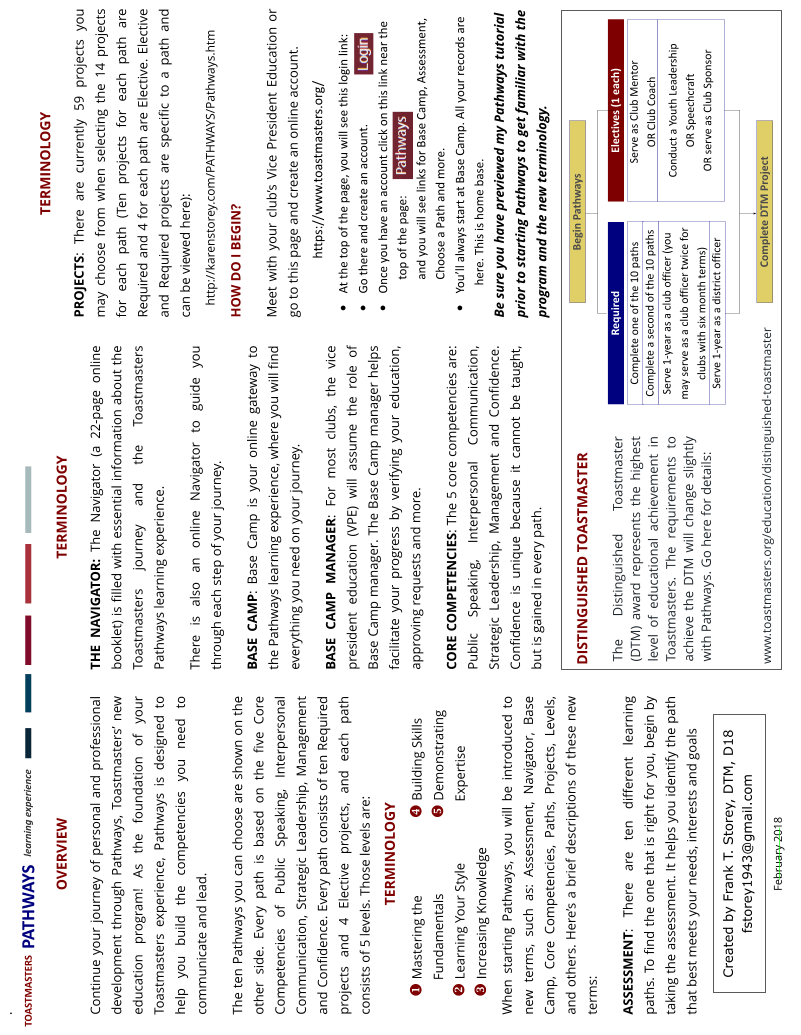 TOASTMASTERS PATHWAYS learning experience
OVERVIEW
Continue your journey of personal and professional
development through Pathways, Toastmasters' new
education program! As the foundation of your
Toastmasters experience, Pathways is designed to
help you build the competencies you need to
communicate and lead.
The ten Pathways you can choose are shown on the
other side. Every path is based on the five Core
Competencies of Public Speaking, Interpersonal
Communication, Strategic Leadership, Management
and Confidence. Every path consists of ten Required
projects and 4 Elective projects, and each path
consists of 5 levels. Those levels are:
TERMINOLOGY
❶ Mastering the
Fundamentals
❷ Learning Your Style
❸ Increasing Knowledge
❹ Building Skills
❺ Demonstrating
Expertise
When starting Pathways, you will be introduced to
new terms, such as: Assessment, Navigator, Base
Camp, Core Competencies, Paths, Projects, Levels,
and others. Here's a brief descriptions of these new
terms:
ASSESSMENT: There are ten different learning
paths. To find the one that is right for you, begin by
taking the assessment. It helps you identify the path
that best meets your needs, interests and goals
Created by Frank T. Storey, DTM, D18
fstorey1943@gmail.com
February-2018
TERMINOLOGY
THE NAVIGATOR: The Navigator (a 22-page online
booklet) is filled with essential information about the
Toastmasters journey and the Toastmasters
Pathways learning experience.
There is also an online Navigator to guide you
through each step of your journey.
BASE CAMP: Base Camp is your online gateway to
the Pathways learning experience, where you will find
everything you need on your journey.
BASE CAMP MANAGER: For most clubs, the vice
president education (VPE) will assume the role of
Base Camp manager. The Base Camp manager helps
facilitate your progress by verifying your education,
approving requests and more.
CORE COMPETENCIES: The 5 core competencies are:
Public Speaking, Interpersonal Communication,
Strategic Leadership, Management and Confidence.
Confidence is unique because it cannot be taught,
but is gained in every path.
TERMINOLOGY
PROJECTS: There are currently 59 projects you
may choose from when selecting the 14 projects
for each path (Ten projects for each path are
Required and 4 for each path are Elective. Elective
and Required projects are specific to a path and
can be viewed here):
http://karenstorey.com/PATHWAYS/Pathways.htm
HOW DO I BEGIN?
Meet with your club's Vice President Education or
go to this page and create an online account.
https://www.toastmasters.org/
• At the top of the page, you will see this login link:
Login
• Go there and create an account.
• Once you have an account click on this link near the
top of the page: Pathways
and you will see links for Base Camp, Assessment,
Choose a Path and more.
• You'll always start at Base Camp. All your records are
here. This is home base.
Be sure you have previewed my Pathways tutorial
prior to starting Pathways to get familiar with the
program and the new terminology.
DISTINGUISHED TOASTMASTER
The Distinguished Toastmaster
(DTM) award represents the highest
level of educational achievement in
Toastmasters. The requirements to
achieve the DTM will change slightly
with Pathways. Go here for details:
www.toastmasters.org/education/distinguished-toastmaster
Begin Pathways
Required
Complete one of the 10 paths
Complete a second of the 10 paths
Serve 1-year as a club officer (you
may serve as a club officer twice for
clubs with six month terms)
Serve 1-year as a district officer
Electives (1 each)
Serve as Club Mentor
OR Club Coach
Conduct a Youth Leadership
OR Speechcraft
OR serve as Club Sponsor
Complete DTM Project